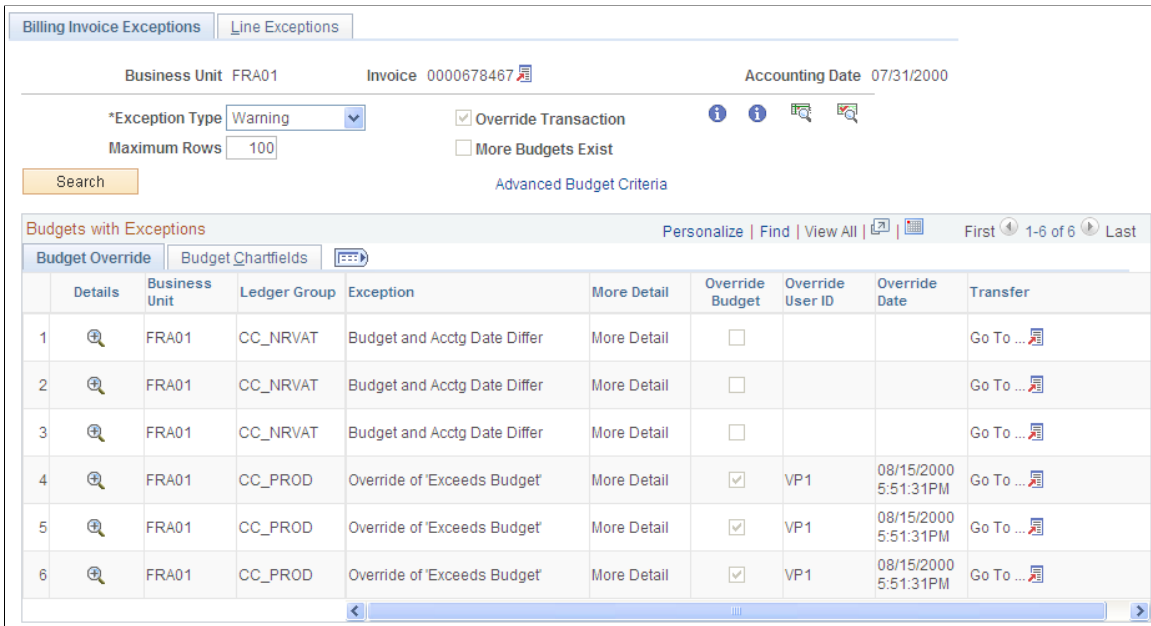 Billing Invoice Exceptions Line Exceptions
Business Unit FRA01 Invoice 0000678467 Accounting Date 07/31/2000
*Exception Type Warning Override Transaction
Maximum Rows 100 More Budgets Exist
Search Advanced Budget Criteria
Budgets with Exceptions Personalize | Find | View All | | First 1-6 of 6 Last
Budget Override Budget Chartfields
Details Business Unit Ledger Group Exception More Detail Override Budget Override User ID Override Date Transfer
1 FRA01 CC_NRVAT Budget and Acctg Date Differ More Detail Go To ...
2 FRA01 CC_NRVAT Budget and Acctg Date Differ More Detail Go To ...
3 FRA01 CC_NRVAT Budget and Acctg Date Differ More Detail Go To ...
4 FRA01 CC_PROD Override of 'Exceeds Budget' More Detail VP1 08/15/2000 5:51:31PM Go To ...
5 FRA01 CC_PROD Override of 'Exceeds Budget' More Detail VP1 08/15/2000 5:51:31PM Go To ...
6 FRA01 CC_PROD Override of 'Exceeds Budget' More Detail VP1 08/15/2000 5:51:31PM Go To ...